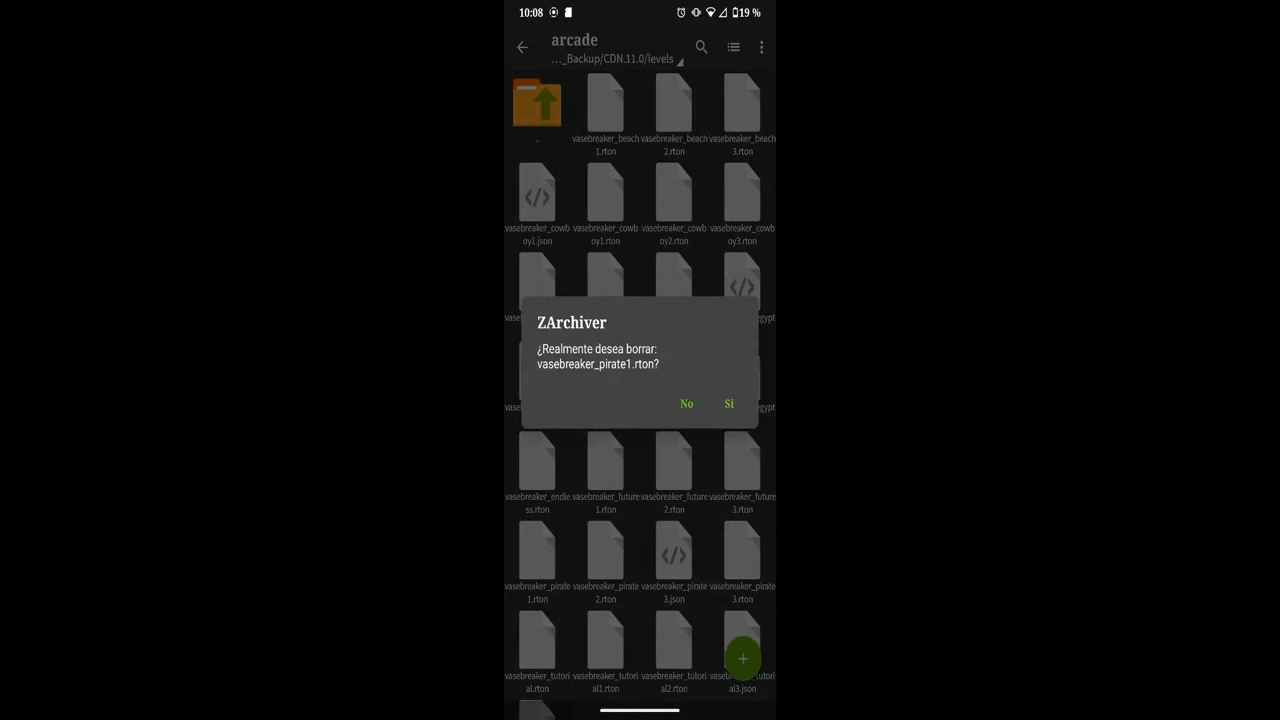 10:08
19 %
arcade
…_Backup/CDN.11.0/levels
..
vasebreaker_beach
1.rton
vasebreaker_beach
2.rton
vasebreaker_beach
3.rton
vasebreaker_cowb
oy1.json
vasebreaker_cowb
oy1.rton
vasebreaker_cowb
oy2.rton
vasebreaker_cowb
oy3.rton
ZArchiver
¿Realmente desea borrar:
vasebreaker_pirate1.rton?
No
Si
vasebreaker_endle
ss.rton
vasebreaker_future
1.rton
vasebreaker_future
2.rton
vasebreaker_future
3.rton
vasebreaker_pirate
1.rton
vasebreaker_pirate
2.rton
vasebreaker_pirate
3.json
vasebreaker_pirate
3.rton
vasebreaker_tutori
al.rton
vasebreaker_tutori
al1.rton
vasebreaker_tutori
al2.rton
vasebreaker_tutori
al3.json